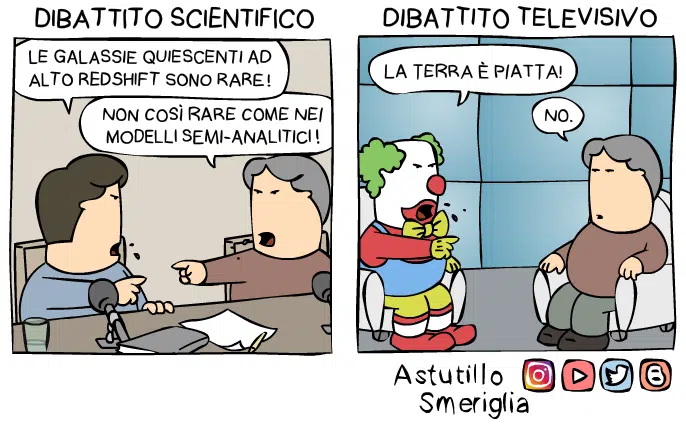 DIBATTITO SCIENTIFICO
LE GALASSIE QUIESCENTI AD
ALTO REDSHIFT SONO RARE!
NON COSÌ RARE COME NEI
MODELLI SEMI-ANALITICI!
DIBATTITO TELEVISIVO
LA TERRA È PIATTA!
NO.
Astutillo
Smeriglia